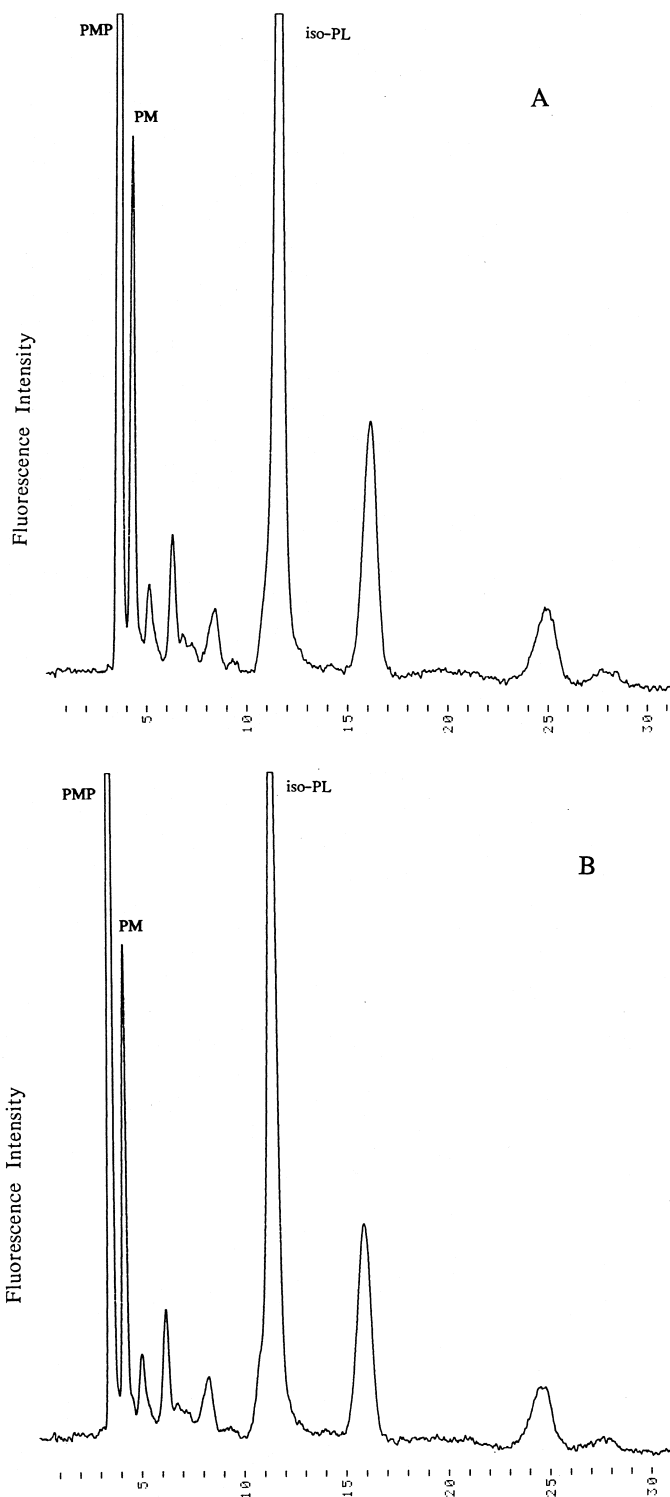 PMP
iso-PL
PM
A
Fluorescence Intensity
5 10 15 20 25 30
PMP
iso-PL
B
PM
Fluorescence Intensity
5 10 15 20 25 30